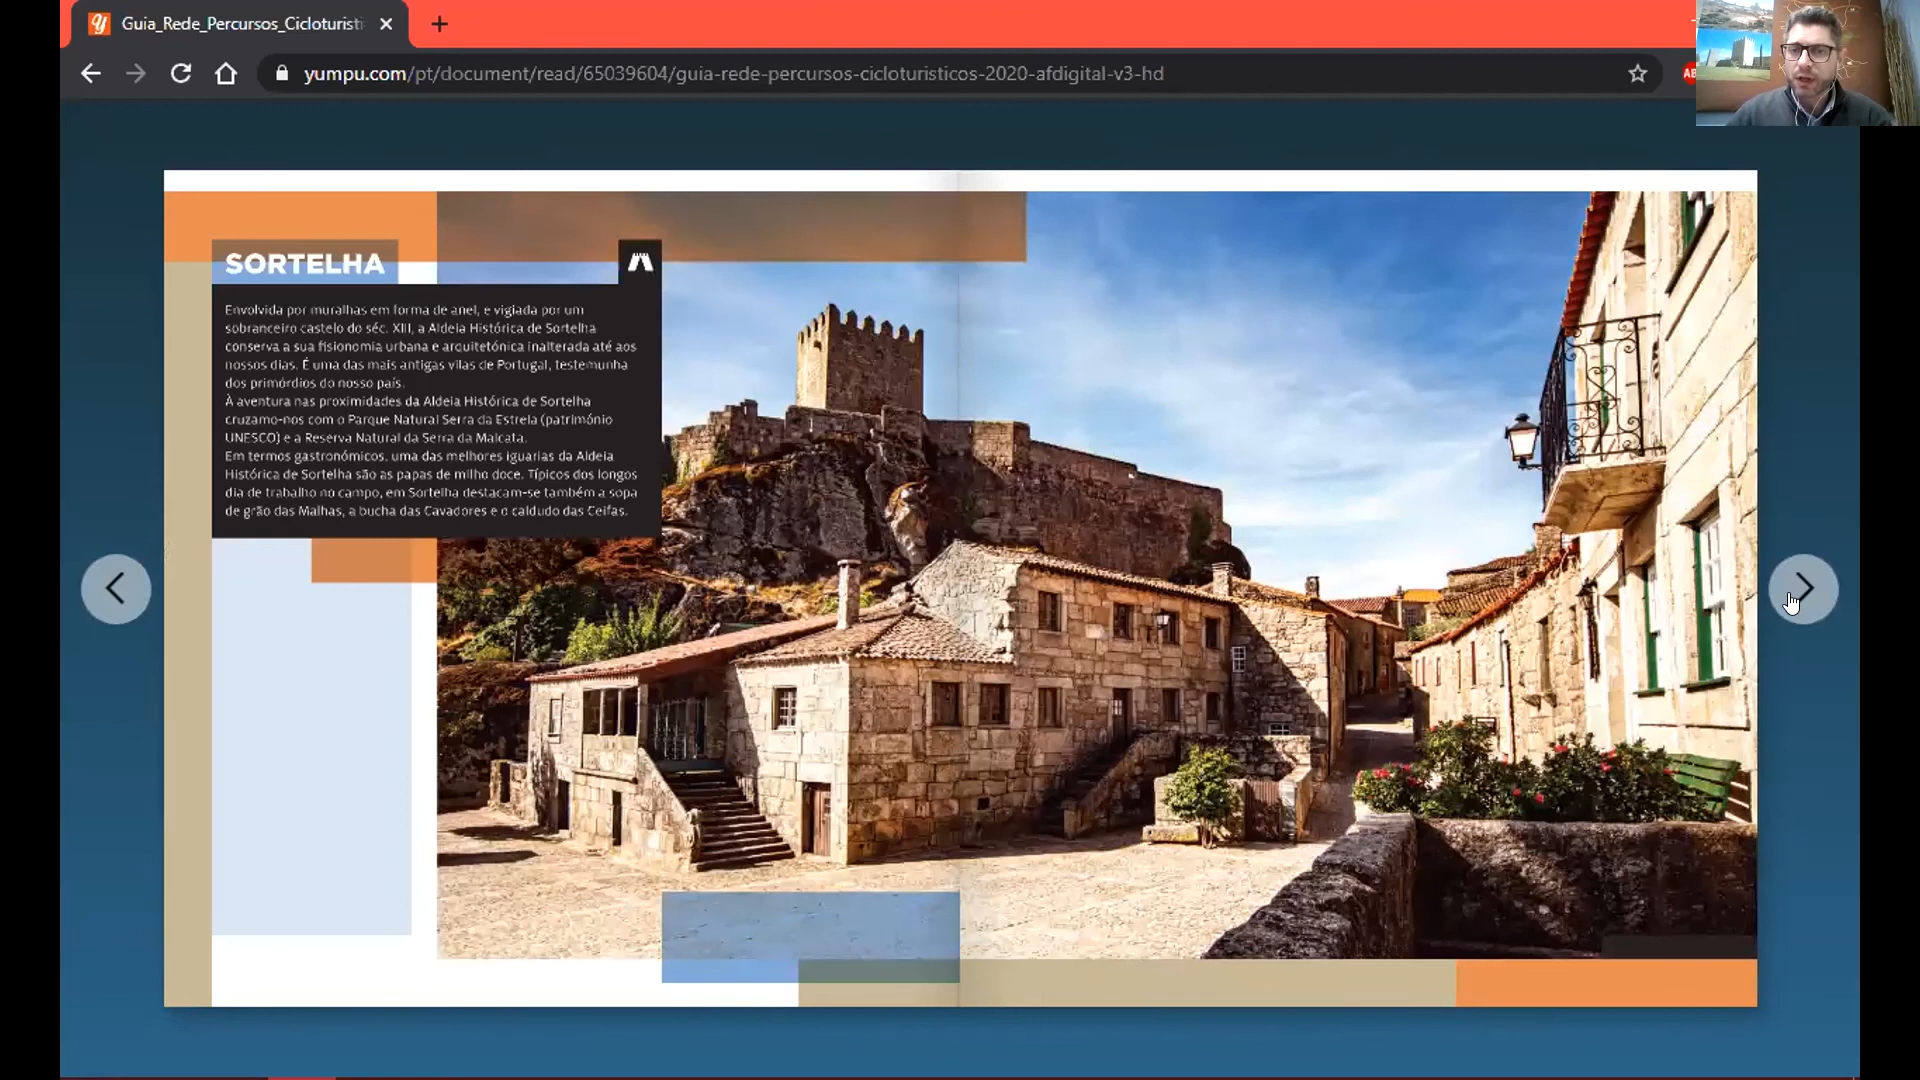 Guia_Rede_Percursos_Cicloturisti
yumpu.com/pt/document/read/65039604/guia-rede-percursos-cicloturisticos-2020-afdigital-v3-hd
SORTELHA
Envolvida por muralhas em forma de anel, e vigiada por um
sobranceiro castelo do séc. XIII, a Aldeia Histórica de Sortelha
conserva a sua fisionomia urbana e arquitetónica inalterada até aos
nossos dias. É uma das mais antigas vilas de Portugal, testemunha
dos primórdios do nosso país.
À aventura nas proximidades da Aldeia Histórica de Sortelha
cruzamo-nos com o Parque Natural Serra da Estrela (património
UNESCO) e a Reserva Natural da Serra da Malcata.
Em termos gastronómicos, uma das melhores iguarias da Aldeia
Histórica de Sortelha são as papas de milho doce. Típicos dos longos
dia de trabalho no campo, em Sortelha destacam-se também a sopa
de grão das Malhas, a bucha das Cavadores e o caldudo das Ceifas.